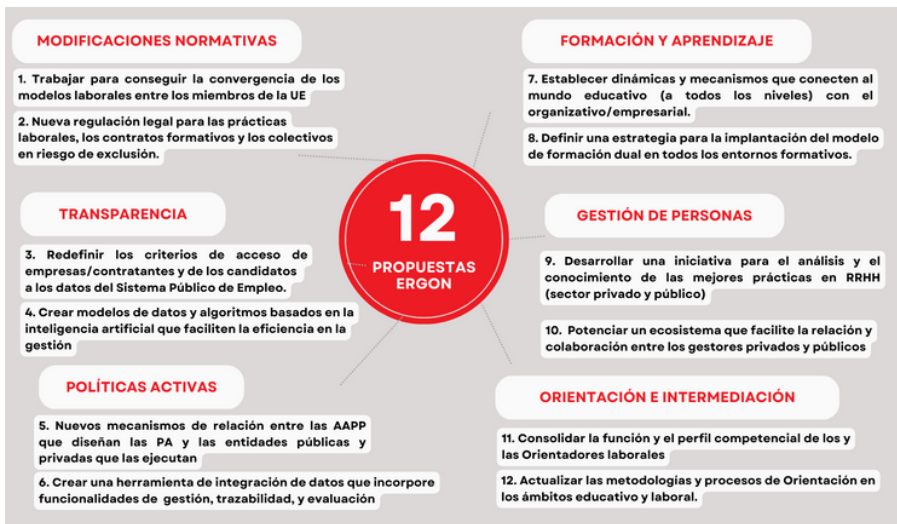 MODIFICACIONES NORMATIVAS
1. Trabajar para conseguir la convergencia de los
modelos laborales entre los miembros de la UE
2. Nueva regulación legal para las prácticas
laborales, los contratos formativos y los colectivos
en riesgo de exclusión.
TRANSPARENCIA
3. Redefinir los criterios de acceso de
empresas/contratantes y de los candidatos
a los datos del Sistema Público de Empleo.
4. Crear modelos de datos y algoritmos basados en la
inteligencia artificial que faciliten la eficiencia en la
gestión
POLÍTICAS ACTIVAS
5. Nuevos mecanismos de relación entre las AAPP
que diseñan las PA y las entidades públicas y
privadas que las ejecutan
6. Crear una herramienta de integración de datos que incorpore
funcionalidades de gestión, trazabilidad, y evaluación
12
PROPUESTAS
ERGON
FORMACIÓN Y APRENDIZAJE
7. Establecer dinámicas y mecanismos que conecten al
mundo educativo (a todos los niveles) con el
organizativo/empresarial.
8. Definir una estrategia para la implantación del modelo
de formación dual en todos los entornos formativos.
GESTIÓN DE PERSONAS
9. Desarrollar una iniciativa para el análisis y el
conocimiento de las mejores prácticas en RRHH
(sector privado y público)
10. Potenciar un ecosistema que facilite la relación y
colaboración entre los gestores privados y públicos
ORIENTACIÓN E INTERMEDIACIÓN
11. Consolidar la función y el perfil competencial de los y
las Orientadores laborales
12. Actualizar las metodologías y procesos de Orientación en
los ámbitos educativo y laboral.